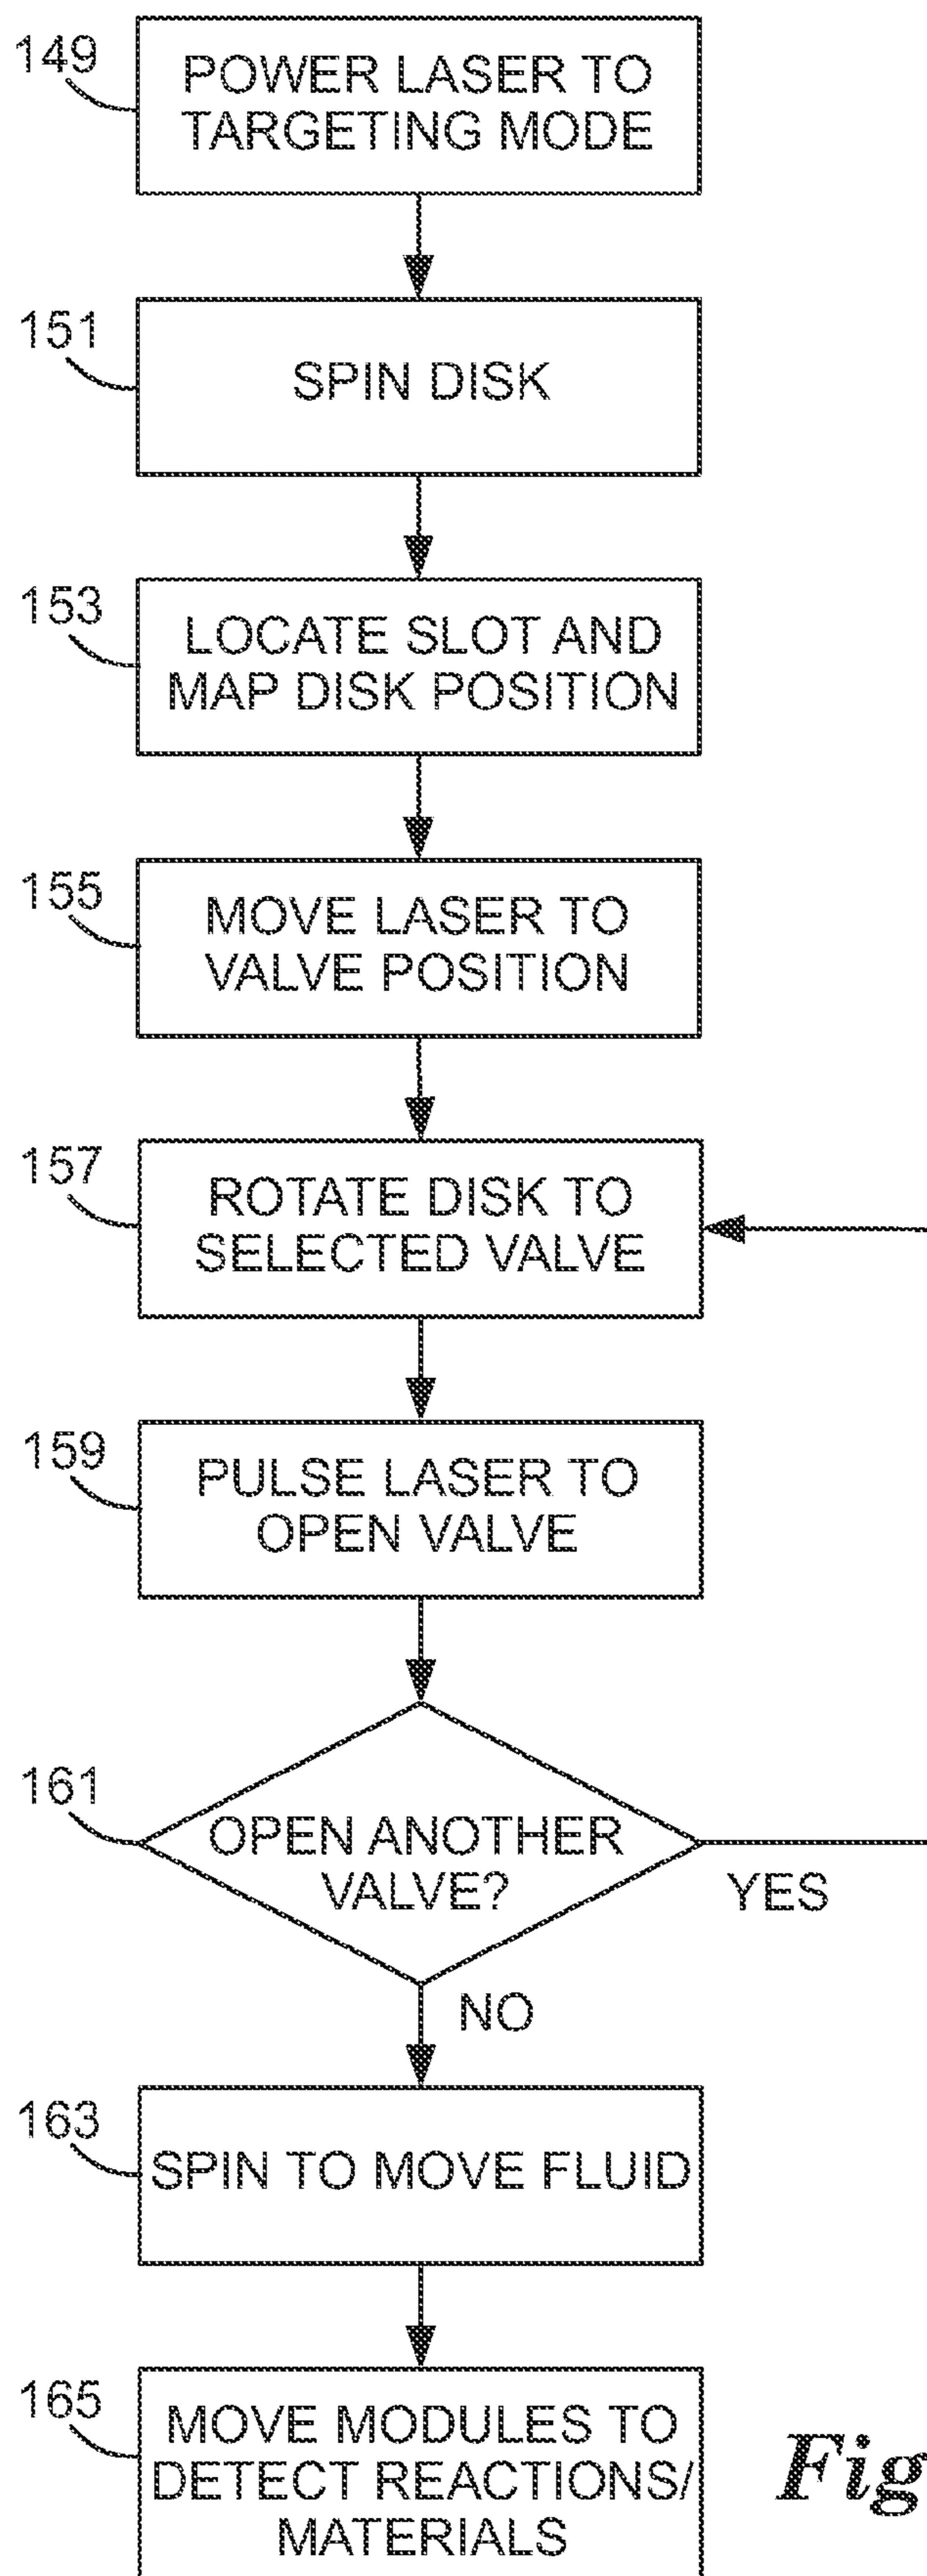 149
POWER LASER TO
TARGETING MODE
151
SPIN DISK
153
LOCATE SLOT AND
MAP DISK POSITION
155
MOVE LASER TO
VALVE POSITION
157
ROTATE DISK TO
SELECTED VALVE
159
PULSE LASER TO
OPEN VALVE
161
OPEN ANOTHER
VALVE?
YES
NO
163
SPIN TO MOVE FLUID
165
MOVE MODULES TO
DETECT REACTIONS/
MATERIALS
Fig